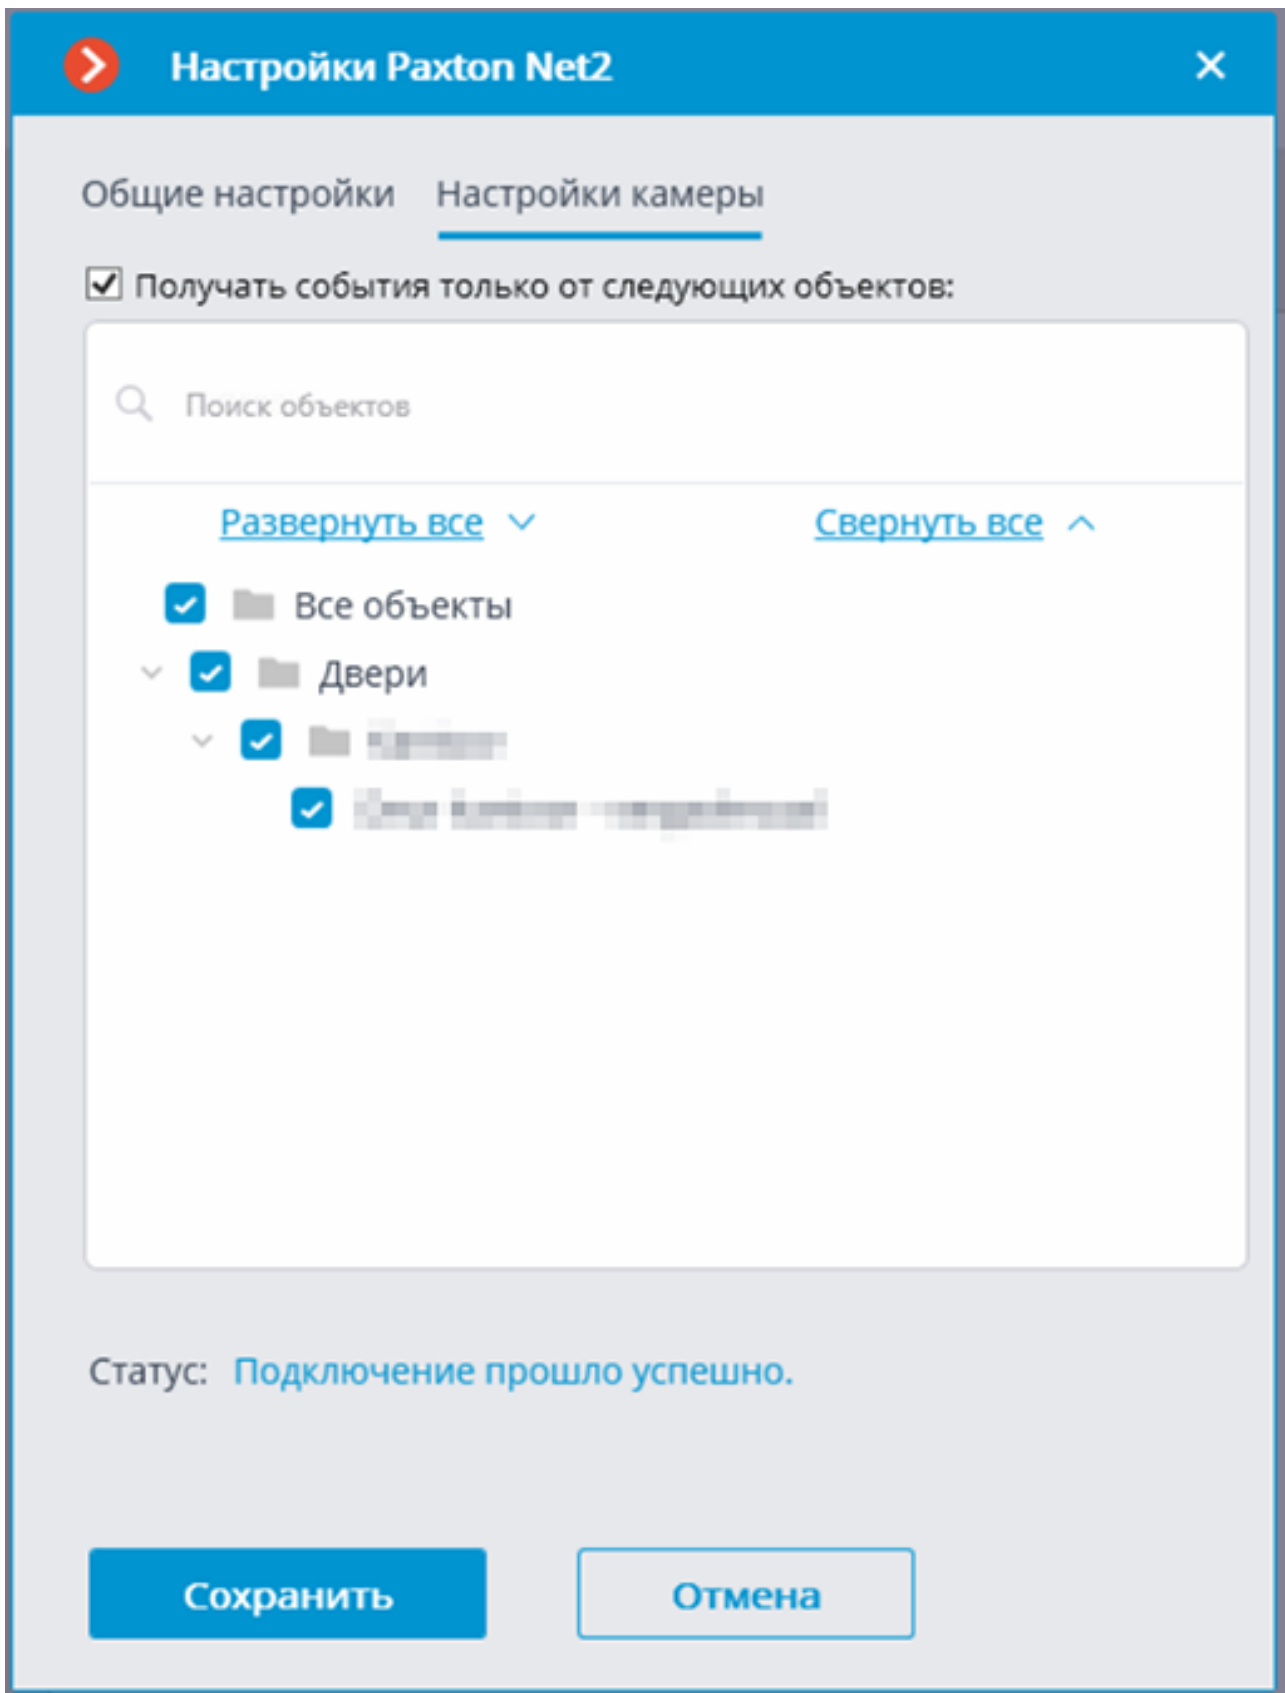 Настройки Paxton Net2
Общие настройки Настройки камеры
Получать события только от следующих объектов:
Поиск объектов
Развернуть все Свернуть все
Все объекты
Двери
Статус: Подключение прошло успешно.
Сохранить Отмена